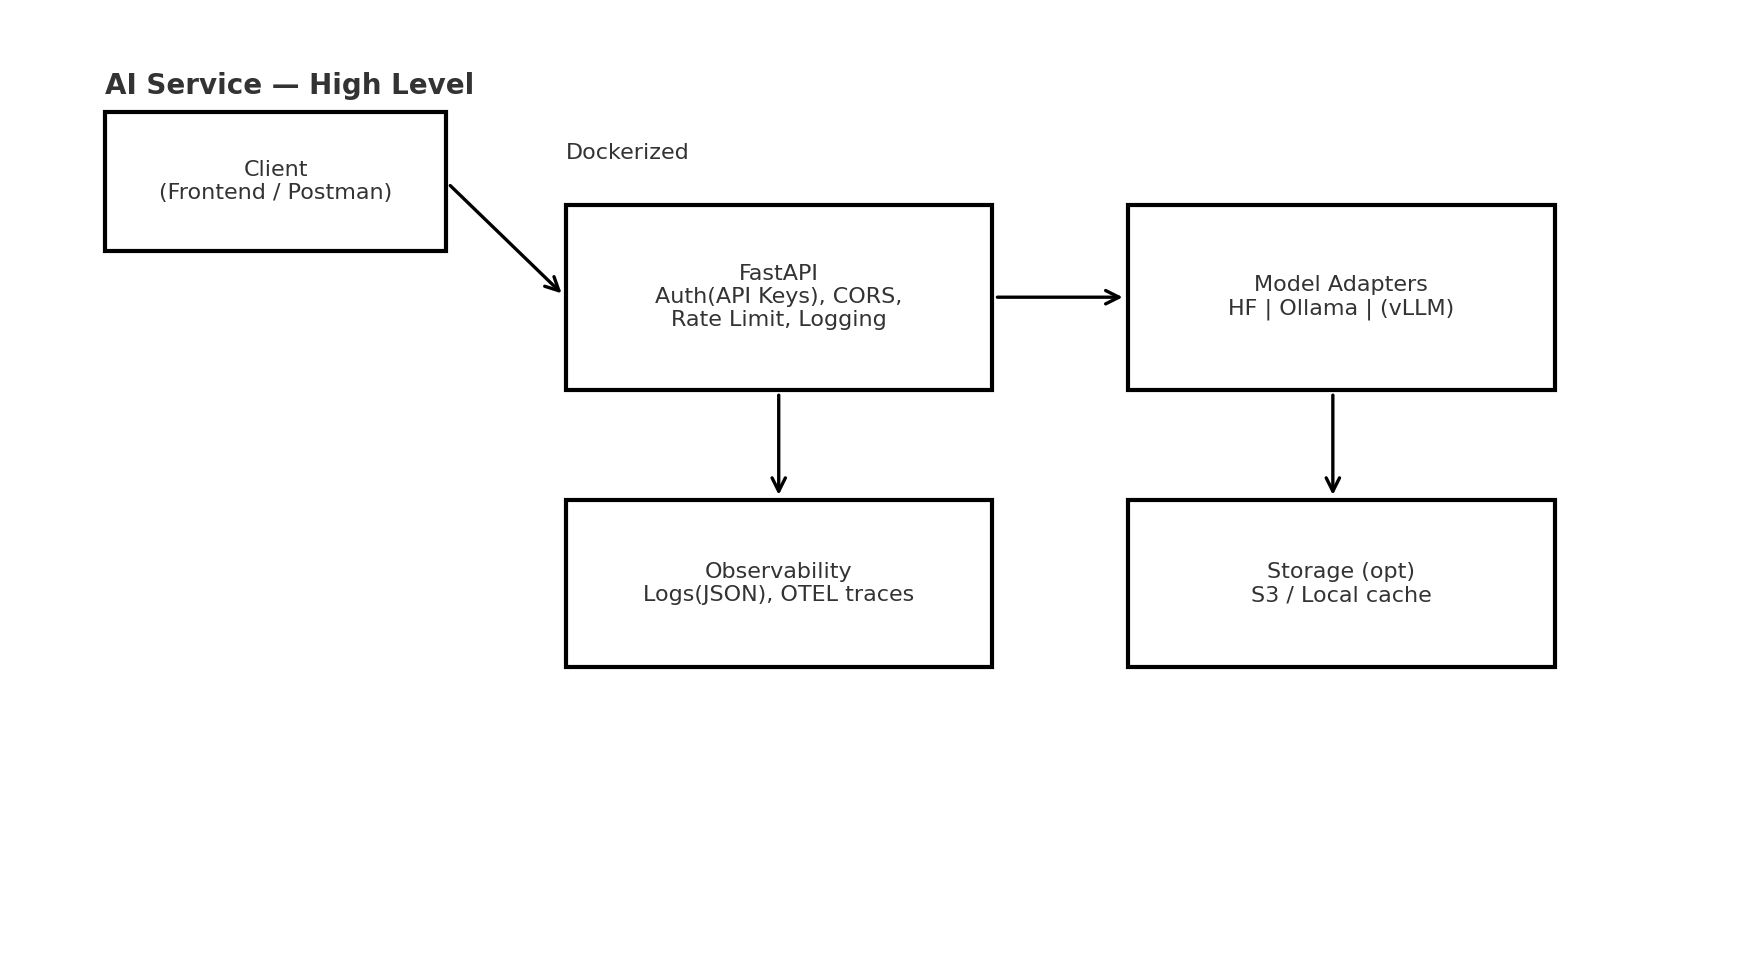 AI Service — High Level
Client
(Frontend / Postman)
Dockerized
FastAPI
Auth(API Keys), CORS,
Rate Limit, Logging
Model Adapters
HF | Ollama | (vLLM)
Observability
Logs(JSON), OTEL traces
Storage (opt)
S3 / Local cache